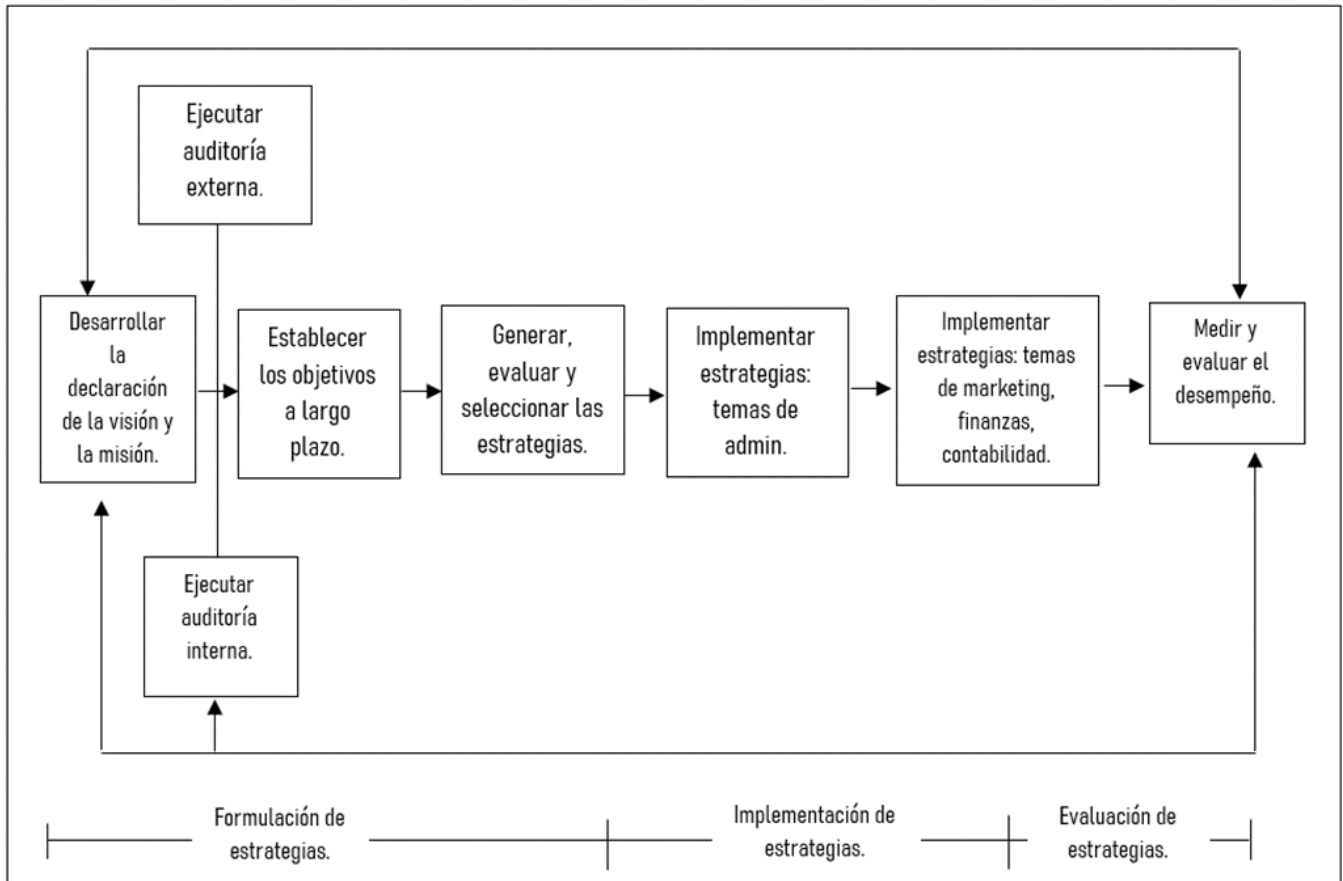 Ejecutar
auditoría
externa.
Desarrollar
la
declaración
de la visión y
la misión.
Establecer
los objetivos
a largo
plazo.
Generar,
evaluar y
seleccionar las
estrategias.
Implementar
estrategias:
temas de
admin.
Implementar
estrategias: temas
de marketing,
finanzas,
contabilidad.
Medir y
evaluar el
desempeño.
Ejecutar
auditoría
interna.
Formulación de
estrategias.
Implementación de
estrategias.
Evaluación de
estrategias.